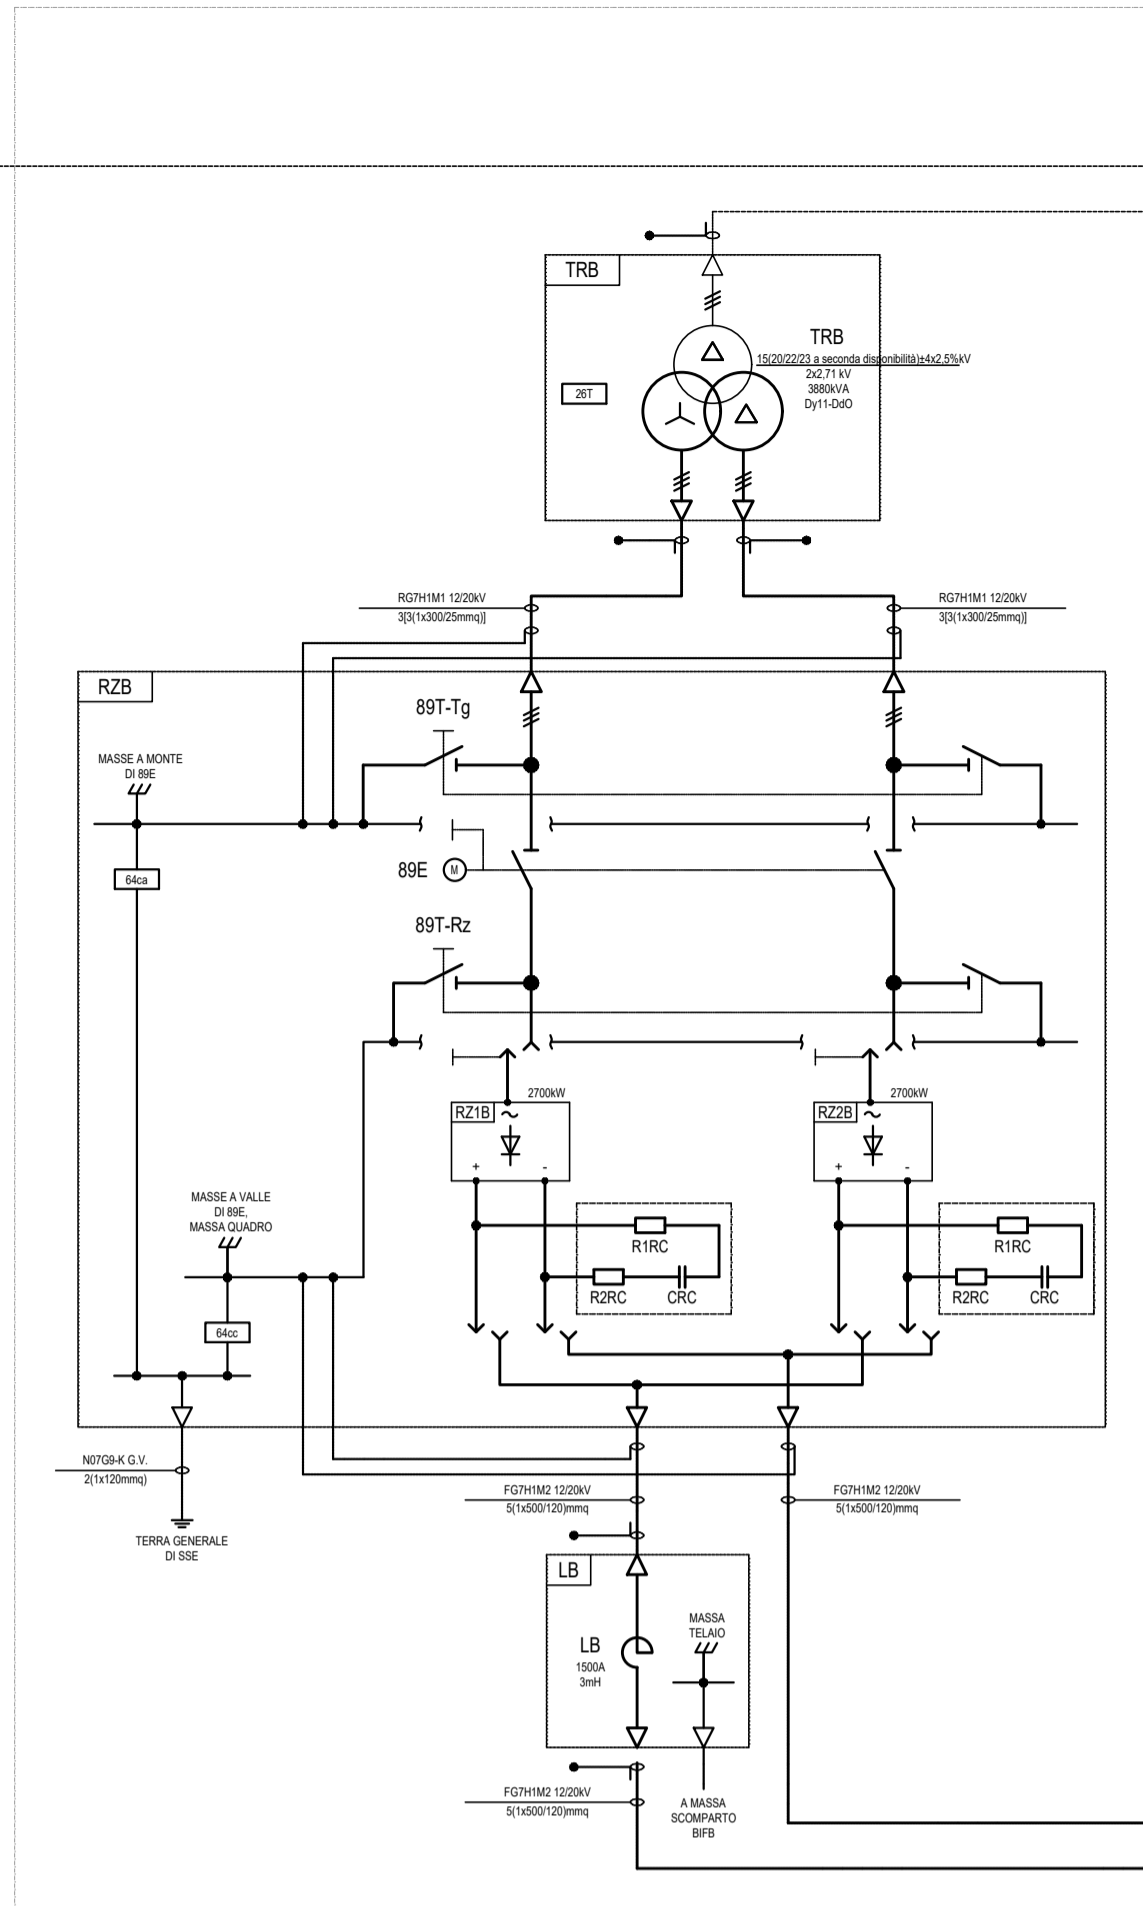 TRB
TRB
15(20/22/23 a seconda disponibilità)±4x2,5%kV
2x2,71 kV
3880kVA
Dy11-Dd0
26T
RG7H1M1 12/20kV
3[3(1x300/25mmq)]
RG7H1M1 12/20kV
3[3(1x300/25mmq)]
RZB
89T-Tg
MASSE A MONTE
DI 89E
64ca
89E
M
89T-Rz
2700kW
RZ1B
~
+
-
2700kW
RZ2B
~
+
-
MASSE A VALLE
DI 89E,
MASSA QUADRO
R1RC
R2RC
CRC
R1RC
R2RC
CRC
64cc
N07G9-K G.V.
2(1x120mmq)
TERRA GENERALE
DI SSE
FG7H1M2 12/20kV
5(1x500/120)mmq
FG7H1M2 12/20kV
5(1x500/120)mmq
LB
LB
1500A
3mH
MASSA
TELAIO
FG7H1M2 12/20kV
5(1x500/120)mmq
A MASSA
SCOMPARTO
BIFB